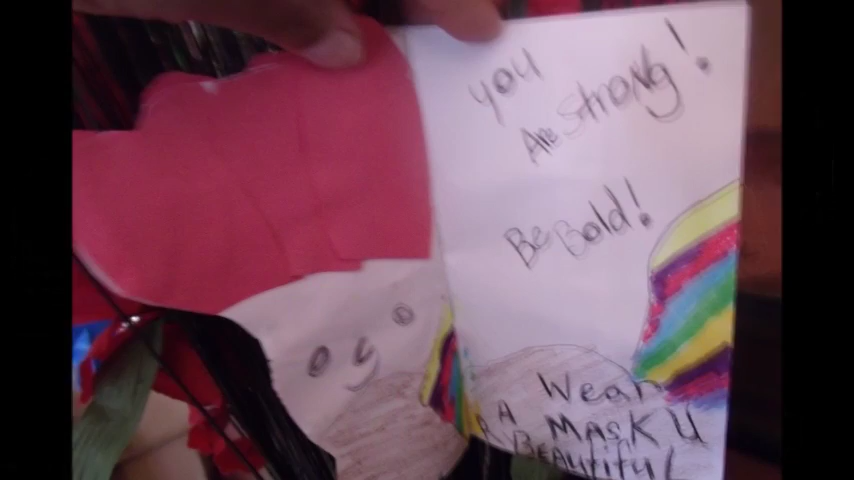 you
Are strong!
Be Bold!
Wear
A MASK U
R BEAUtifUL